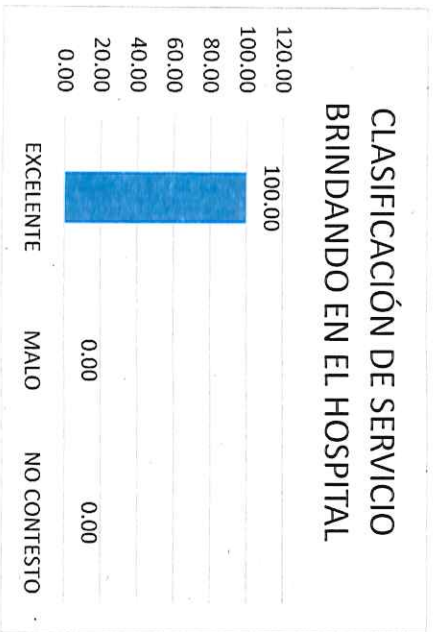 CLASIFICACIÓN DE SERVICIO
BRINDANDO EN EL HOSPITAL
120.00
100.00
80.00
60.00
40.00
20.00
0.00
100.00
0.00
0.00
EXCELENTE
MALO
NO CONTESTO